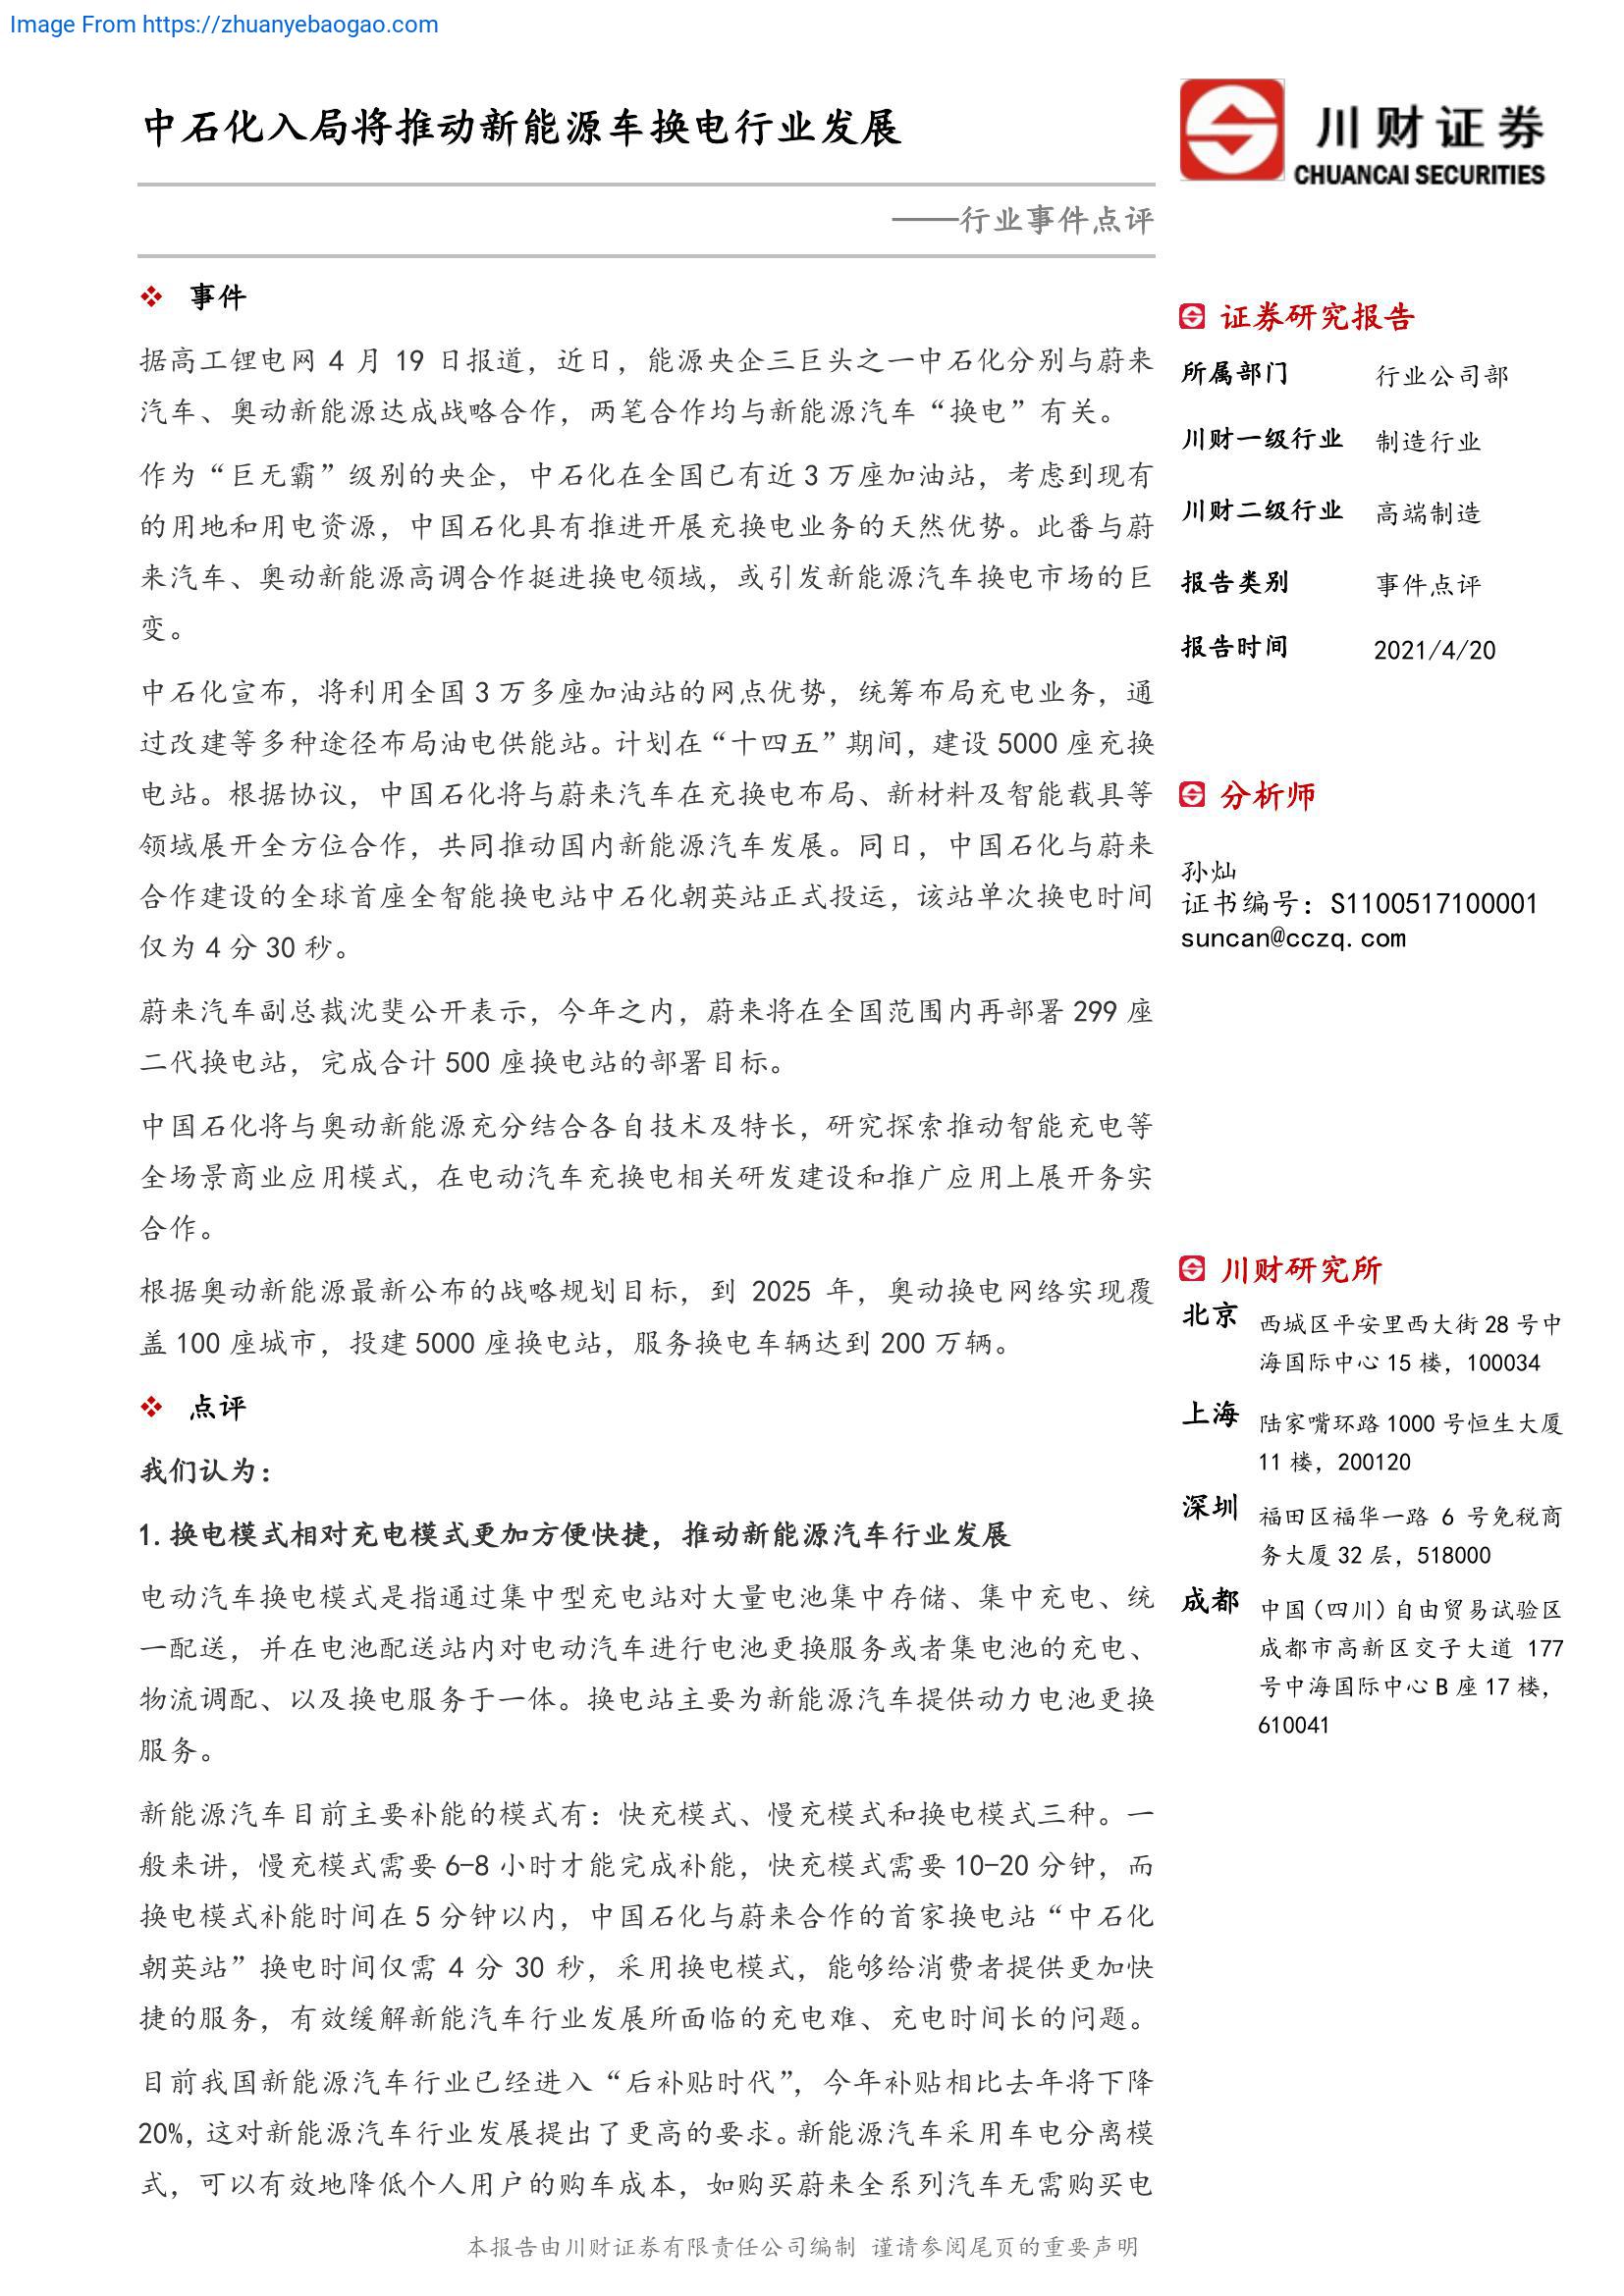 Image From https://zhuanyebaogao.com
中石化入局将推动新能源车换电行业发展
——行业事件点评
川财证券
CHUANCAI SECURITIES
事件
据高工锂电网 4 月 19 日报道，近日，能源央企三巨头之一中石化分别与蔚来
汽车、奥动新能源达成战略合作，两笔合作均与新能源汽车“换电”有关。
作为“巨无霸”级别的央企，中石化在全国已有近 3 万座加油站，考虑到现有
的用地和用电资源，中国石化具有推进开展充换电业务的天然优势。此番与蔚
来汽车、奥动新能源高调合作挺进换电领域，或引发新能源汽车换电市场的巨
变。
中石化宣布，将利用全国 3 万多座加油站的网点优势，统筹布局充电业务，通
过改建等多种途径布局油电供能站。计划在“十四五”期间，建设 5000 座充换
电站。根据协议，中国石化将与蔚来汽车在充换电布局、新材料及智能载具等
领域展开全方位合作，共同推动国内新能源汽车发展。同日，中国石化与蔚来
合作建设的全球首座全智能换电站中石化朝英站正式投运，该站单次换电时间
仅为 4 分 30 秒。
蔚来汽车副总裁沈斐公开表示，今年之内，蔚来将在全国范围内再部署 299 座
二代换电站，完成合计 500 座换电站的部署目标。
中国石化将与奥动新能源充分结合各自技术及特长，研究探索推动智能充电等
全场景商业应用模式，在电动汽车充换电相关研发建设和推广应用上展开务实
合作。
根据奥动新能源最新公布的战略规划目标，到 2025 年，奥动换电网络实现覆
盖 100 座城市，投建 5000 座换电站，服务换电车辆达到 200 万辆。
点评
我们认为：
1.换电模式相对充电模式更加方便快捷，推动新能源汽车行业发展
电动汽车换电模式是指通过集中型充电站对大量电池集中存储、集中充电、统
一配送，并在电池配送站内对电动汽车进行电池更换服务或者集电池的充电、
物流调配、以及换电服务于一体。换电站主要为新能源汽车提供动力电池更换
服务。
新能源汽车目前主要补能的模式有：快充模式、慢充模式和换电模式三种。一
般来讲，慢充模式需要 6-8 小时才能完成补能，快充模式需要 10-20 分钟，而
换电模式补能时间在 5 分钟以内，中国石化与蔚来合作的首家换电站“中石化
朝英站”换电时间仅需 4 分 30 秒，采用换电模式，能够给消费者提供更加快
捷的服务，有效缓解新能汽车行业发展所面临的充电难、充电时间长的问题。
目前我国新能源汽车行业已经进入“后补贴时代”，今年补贴相比去年将下降
20%，这对新能源汽车行业发展提出了更高的要求。新能源汽车采用车电分离模
式，可以有效地降低个人用户的购车成本，如购买蔚来全系列汽车无需购买电
证券研究报告
所属部门 行业公司部
川财一级行业 制造行业
川财二级行业 高端制造
报告类别 事件点评
报告时间 2021/4/20
分析师
孙灿
证书编号：S1100517100001
suncan@cczq.com
川财研究所
北京 西城区平安里西大街 28 号中
海国际中心 15 楼，100034
上海 陆家嘴环路 1000 号恒生大厦
11 楼，200120
深圳 福田区福华一路 6 号免税商
务大厦 32 层，518000
成都 中国（四川）自由贸易试验区
成都市高新区交子大道 177
号中海国际中心 B 座 17 楼，
610041
本报告由川财证券有限责任公司编制 谨请参阅尾页的重要声明